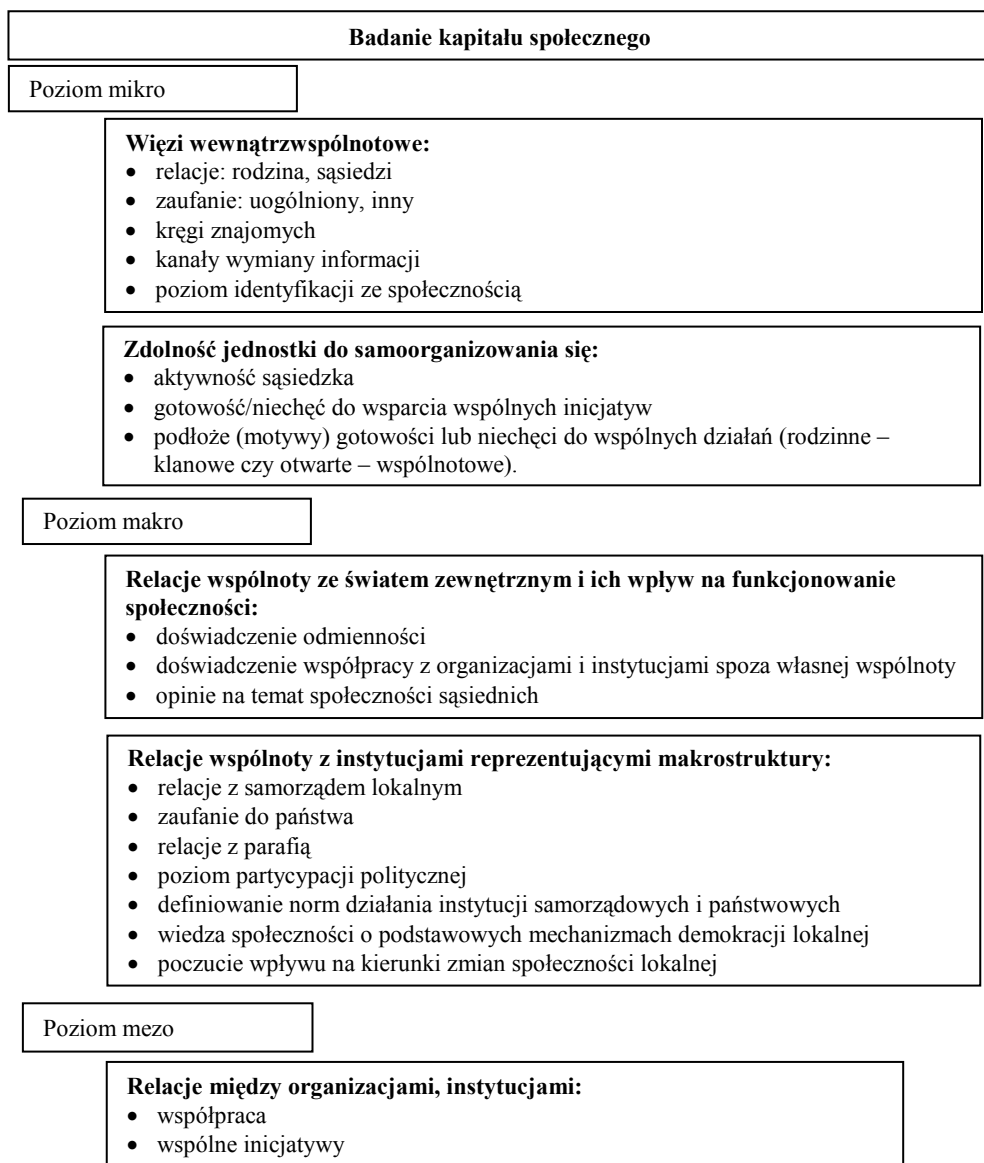 Badanie kapitału społecznego
Poziom mikro
Więzi wewnątrzwspólnotowe:
• relacje: rodzina, sąsiedzi
• zaufanie: uogólniony, inny
• kręgi znajomych
• kanały wymiany informacji
• poziom identyfikacji ze społecznością
Zdolność jednostki do samoorganizowania się:
• aktywność sąsiedzka
• gotowość/niechęć do wsparcia wspólnych inicjatyw
• podłoże (motywy) gotowości lub niechęci do wspólnych działań (rodzinne –
klanowe czy otwarte – wspólnotowe).
Poziom makro
Relacje wspólnoty ze światem zewnętrznym i ich wpływ na funkcjonowanie
społeczności:
• doświadczenie odmienności
• doświadczenie współpracy z organizacjami i instytucjami spoza własnej wspólnoty
• opinie na temat społeczności sąsiednich
Relacje wspólnoty z instytucjami reprezentującymi makrostruktury:
• relacje z samorządem lokalnym
• zaufanie do państwa
• relacje z parafią
• poziom partycypacji politycznej
• definiowanie norm działania instytucji samorządowych i państwowych
• wiedza społeczności o podstawowych mechanizmach demokracji lokalnej
• poczucie wpływu na kierunki zmian społeczności lokalnej
Poziom mezo
Relacje między organizacjami, instytucjami:
• współpraca
• wspólne inicjatywy